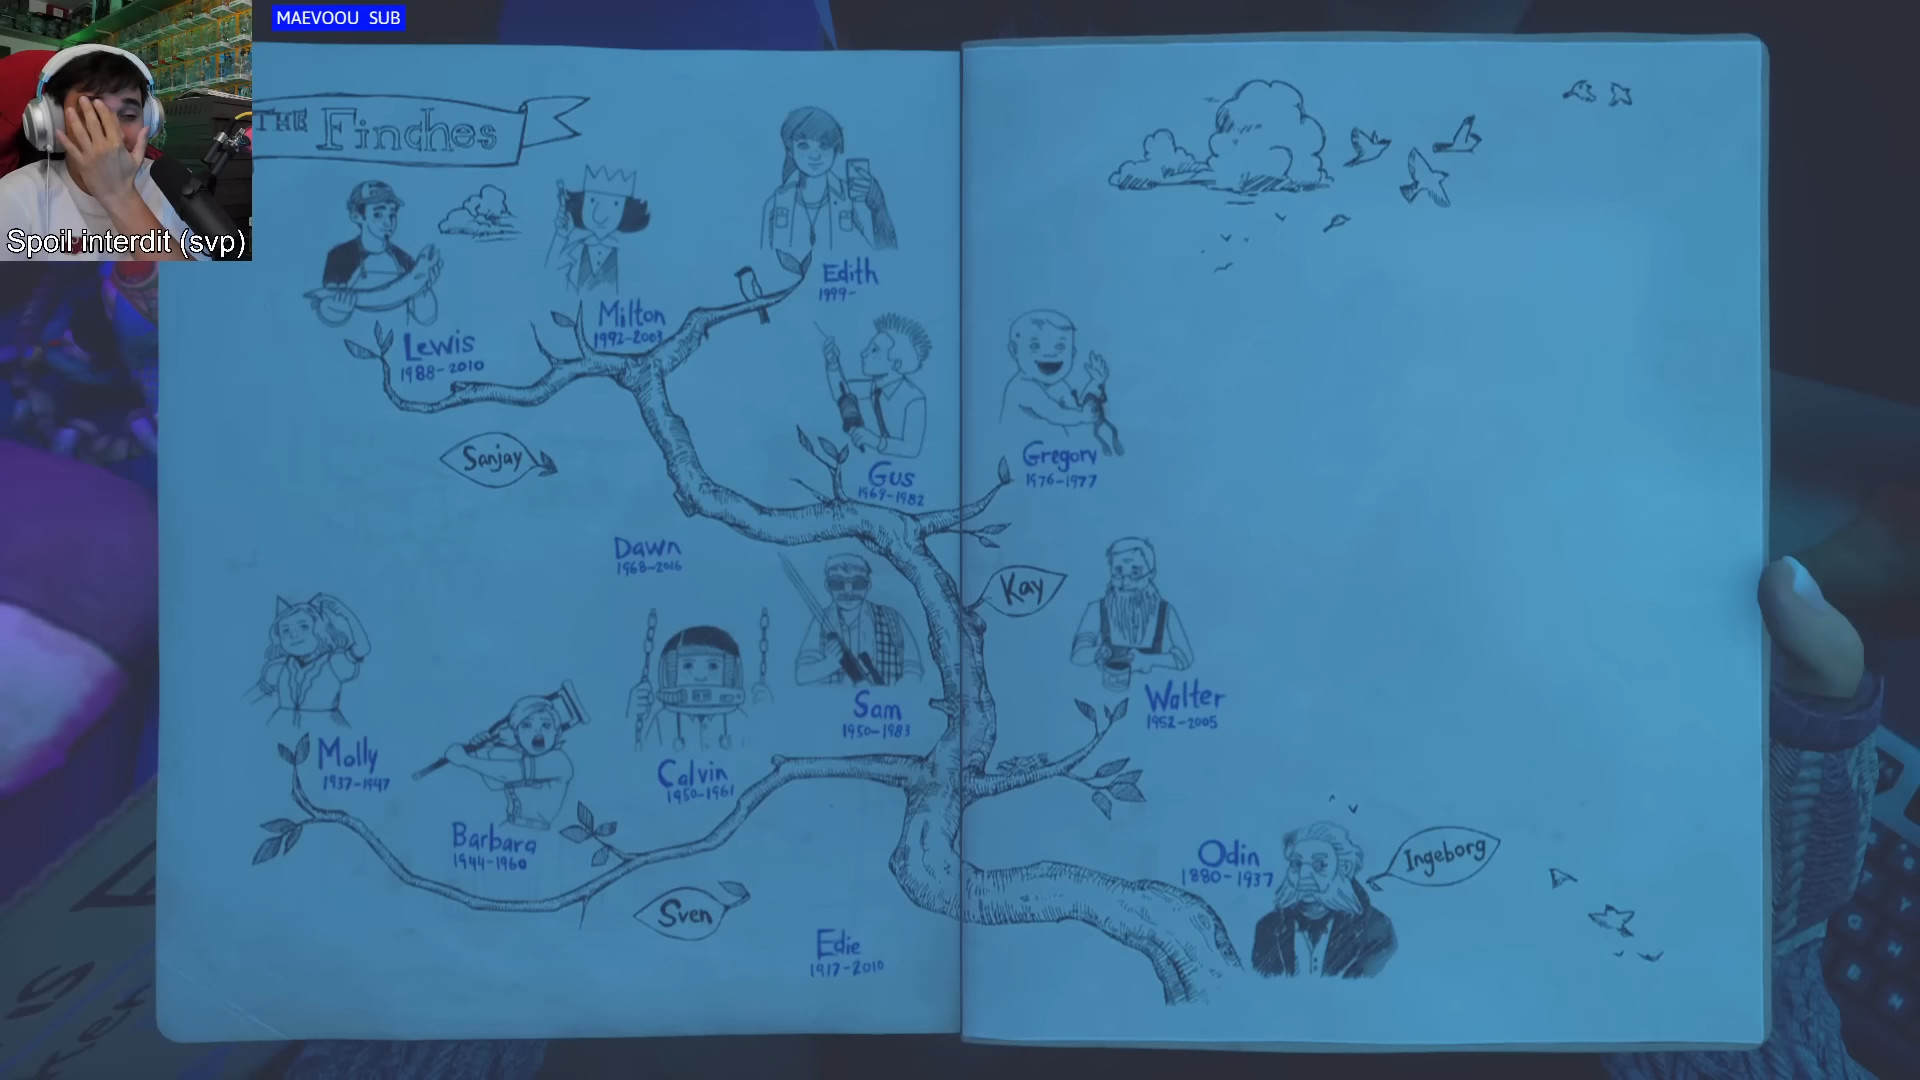 MAEVOOU SUB
Spoil interdit (svp)
THE Finches
Edith
1999-
Milton
1992-2003
Lewis
1988-2010
Sanjay
Gus
1969-1982
Gregory
1976-1977
Dawn
1968-2016
Kay
Sam
1950-1983
Walter
1952-2005
Molly
1937-1947
Calvin
1950-1961
Barbara
1944-1960
Sven
Odin
1880-1937
Ingeborg
Edie
1917-2010